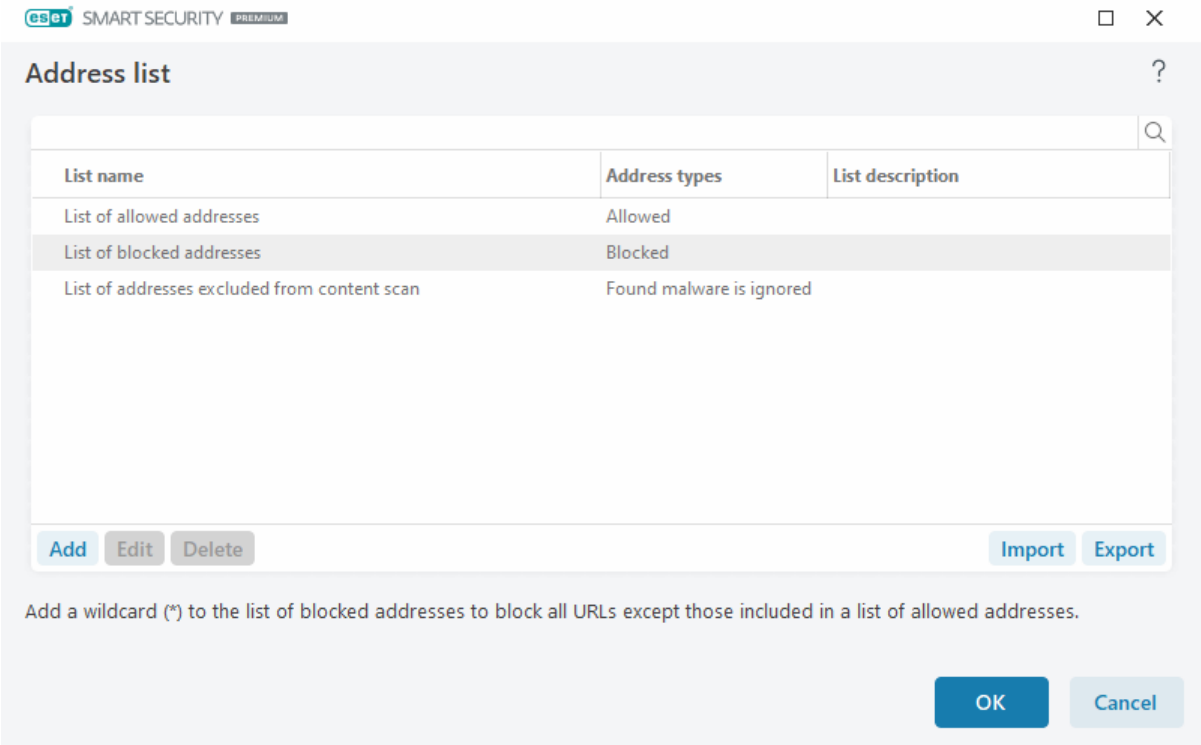 eset SMART SECURITY PREMIUM
Address list
?
List name Address types List description
List of allowed addresses Allowed
List of blocked addresses Blocked
List of addresses excluded from content scan Found malware is ignored
Add Edit Delete Import Export
Add a wildcard (*) to the list of blocked addresses to block all URLs except those included in a list of allowed addresses.
OK Cancel